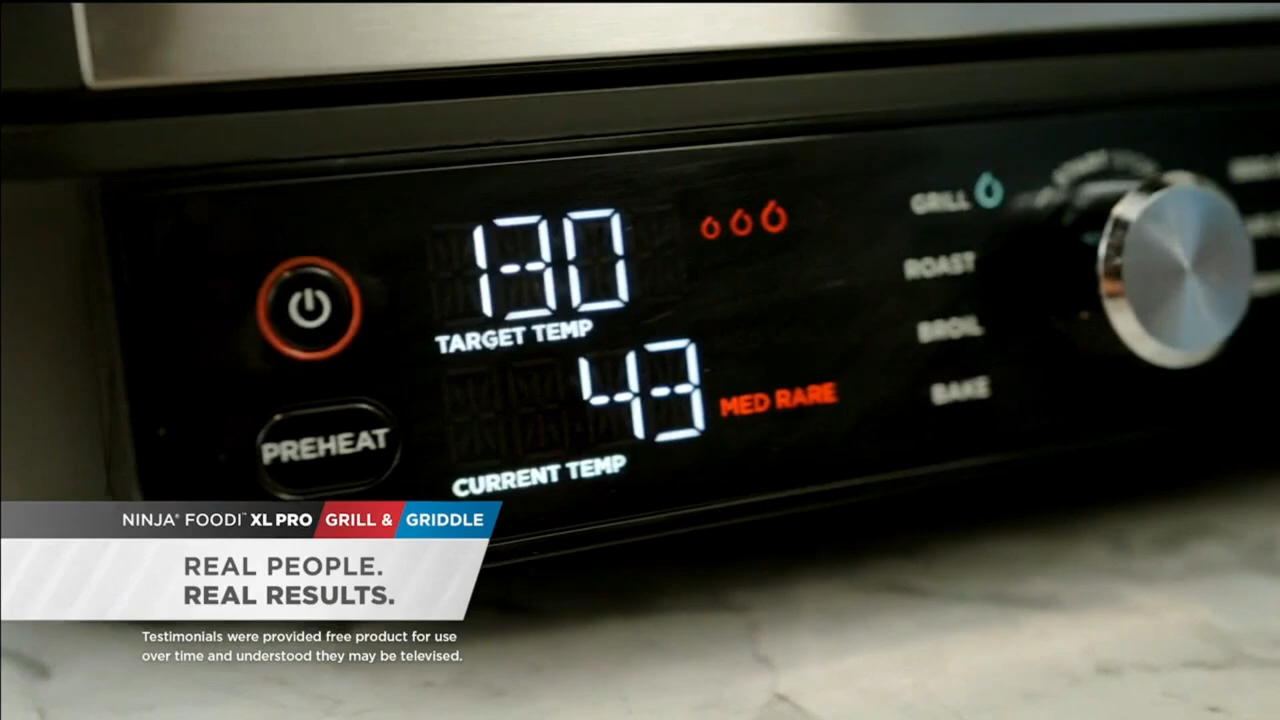 130
TARGET TEMP
43
MED RARE
CURRENT TEMP
PREHEAT
GRILL
ROAST
BROIL
BAKE
NINJA® FOODI™ XL PRO GRILL & GRIDDLE
REAL PEOPLE.
REAL RESULTS.
Testimonials were provided free product for use
over time and understood they may be televised.